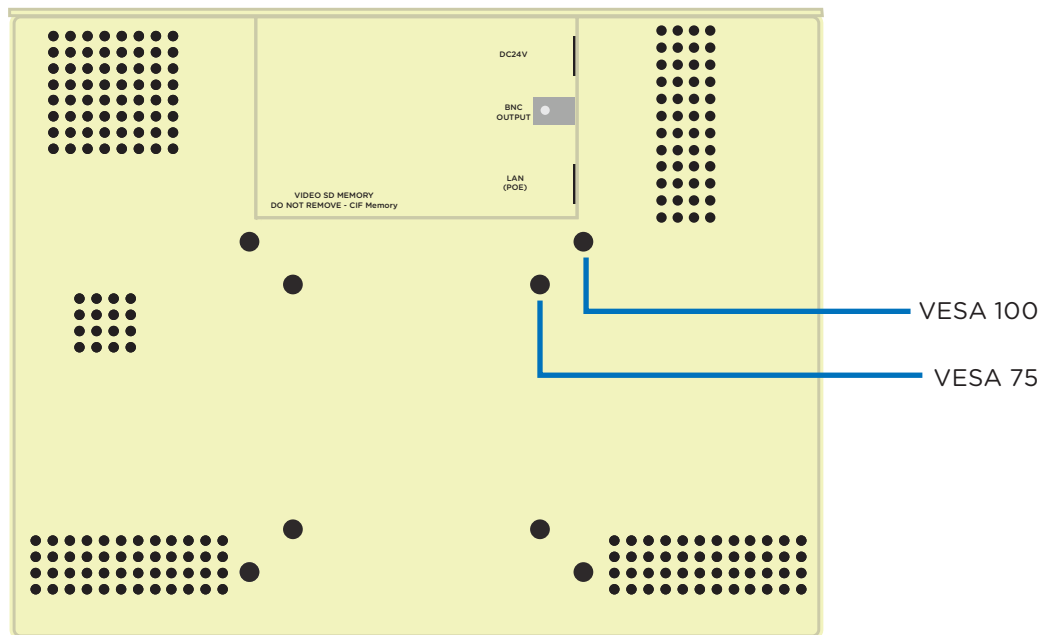 DC24V
BNC
OUTPUT
LAN
(POE)
VIDEO SD MEMORY
DO NOT REMOVE - CIF Memory
VESA 100
VESA 75